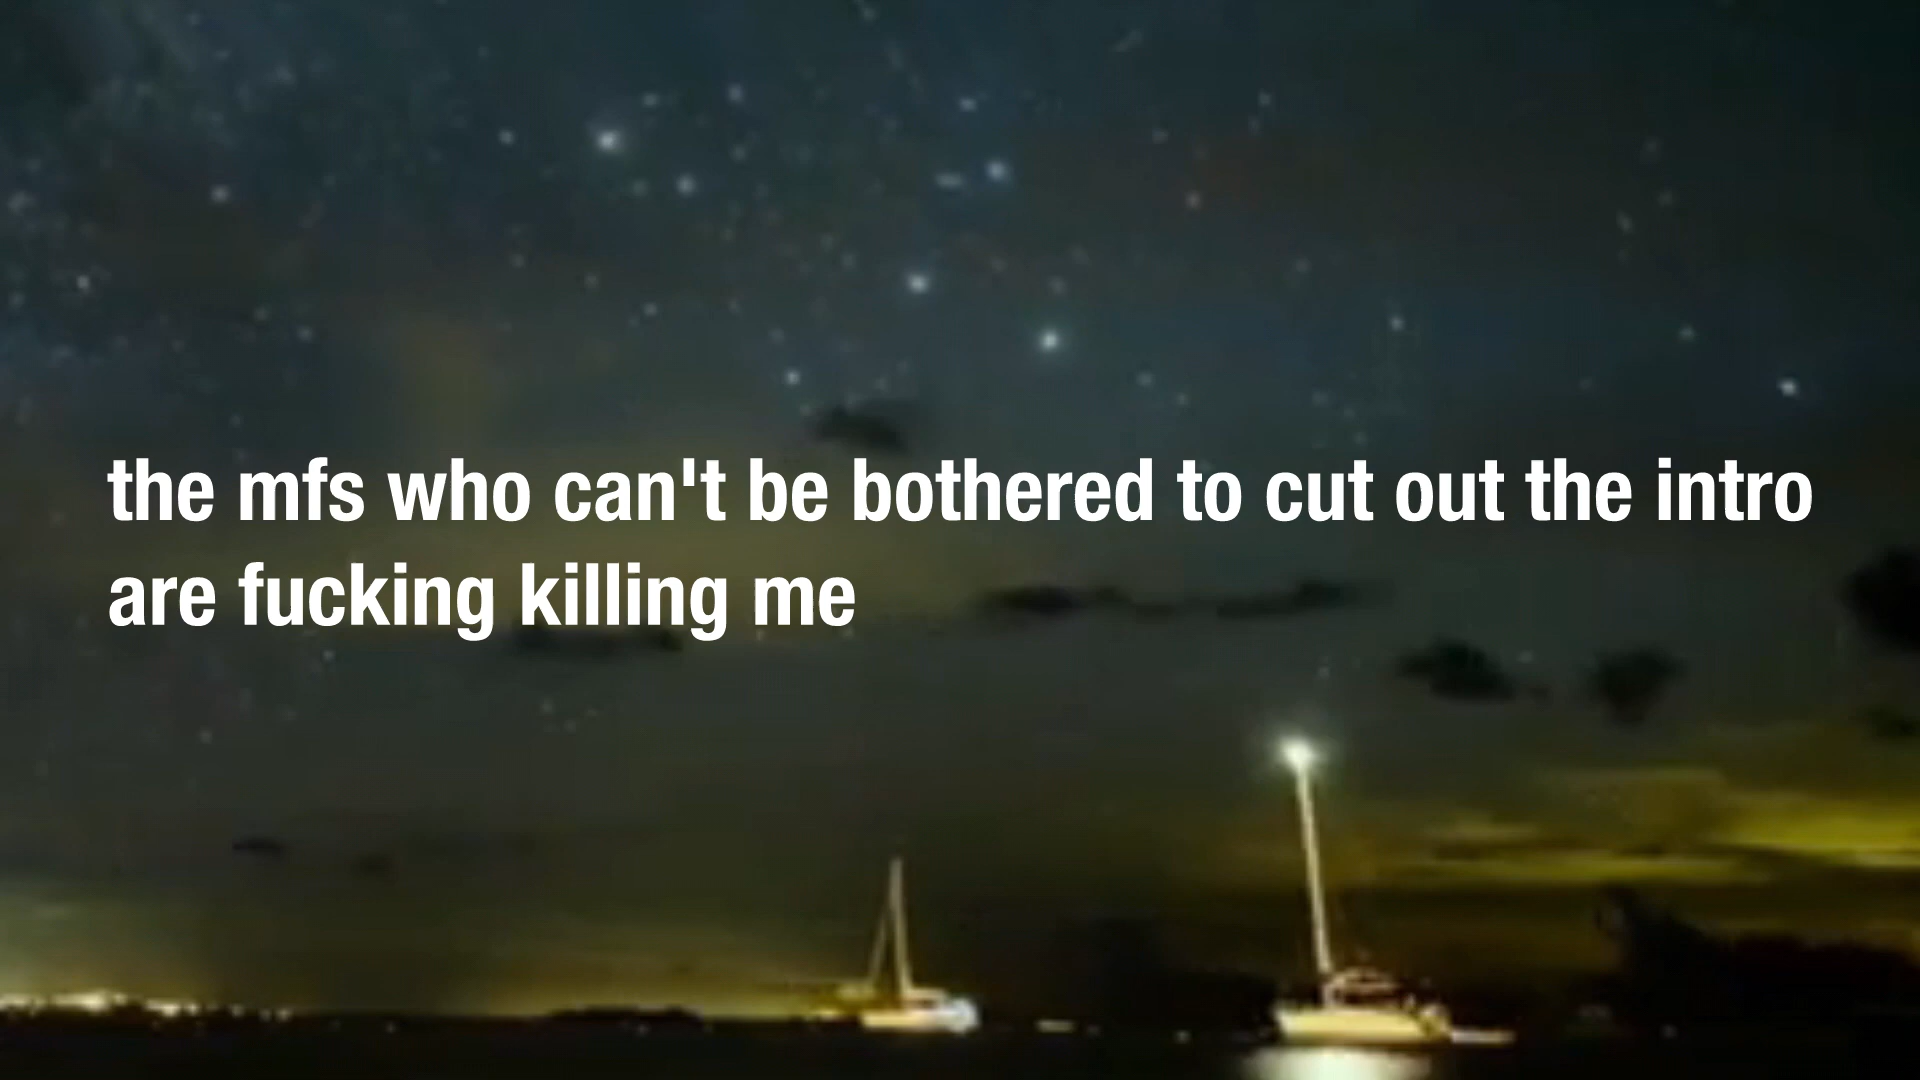 the mfs who can't be bothered to cut out the intro
are fucking killing me